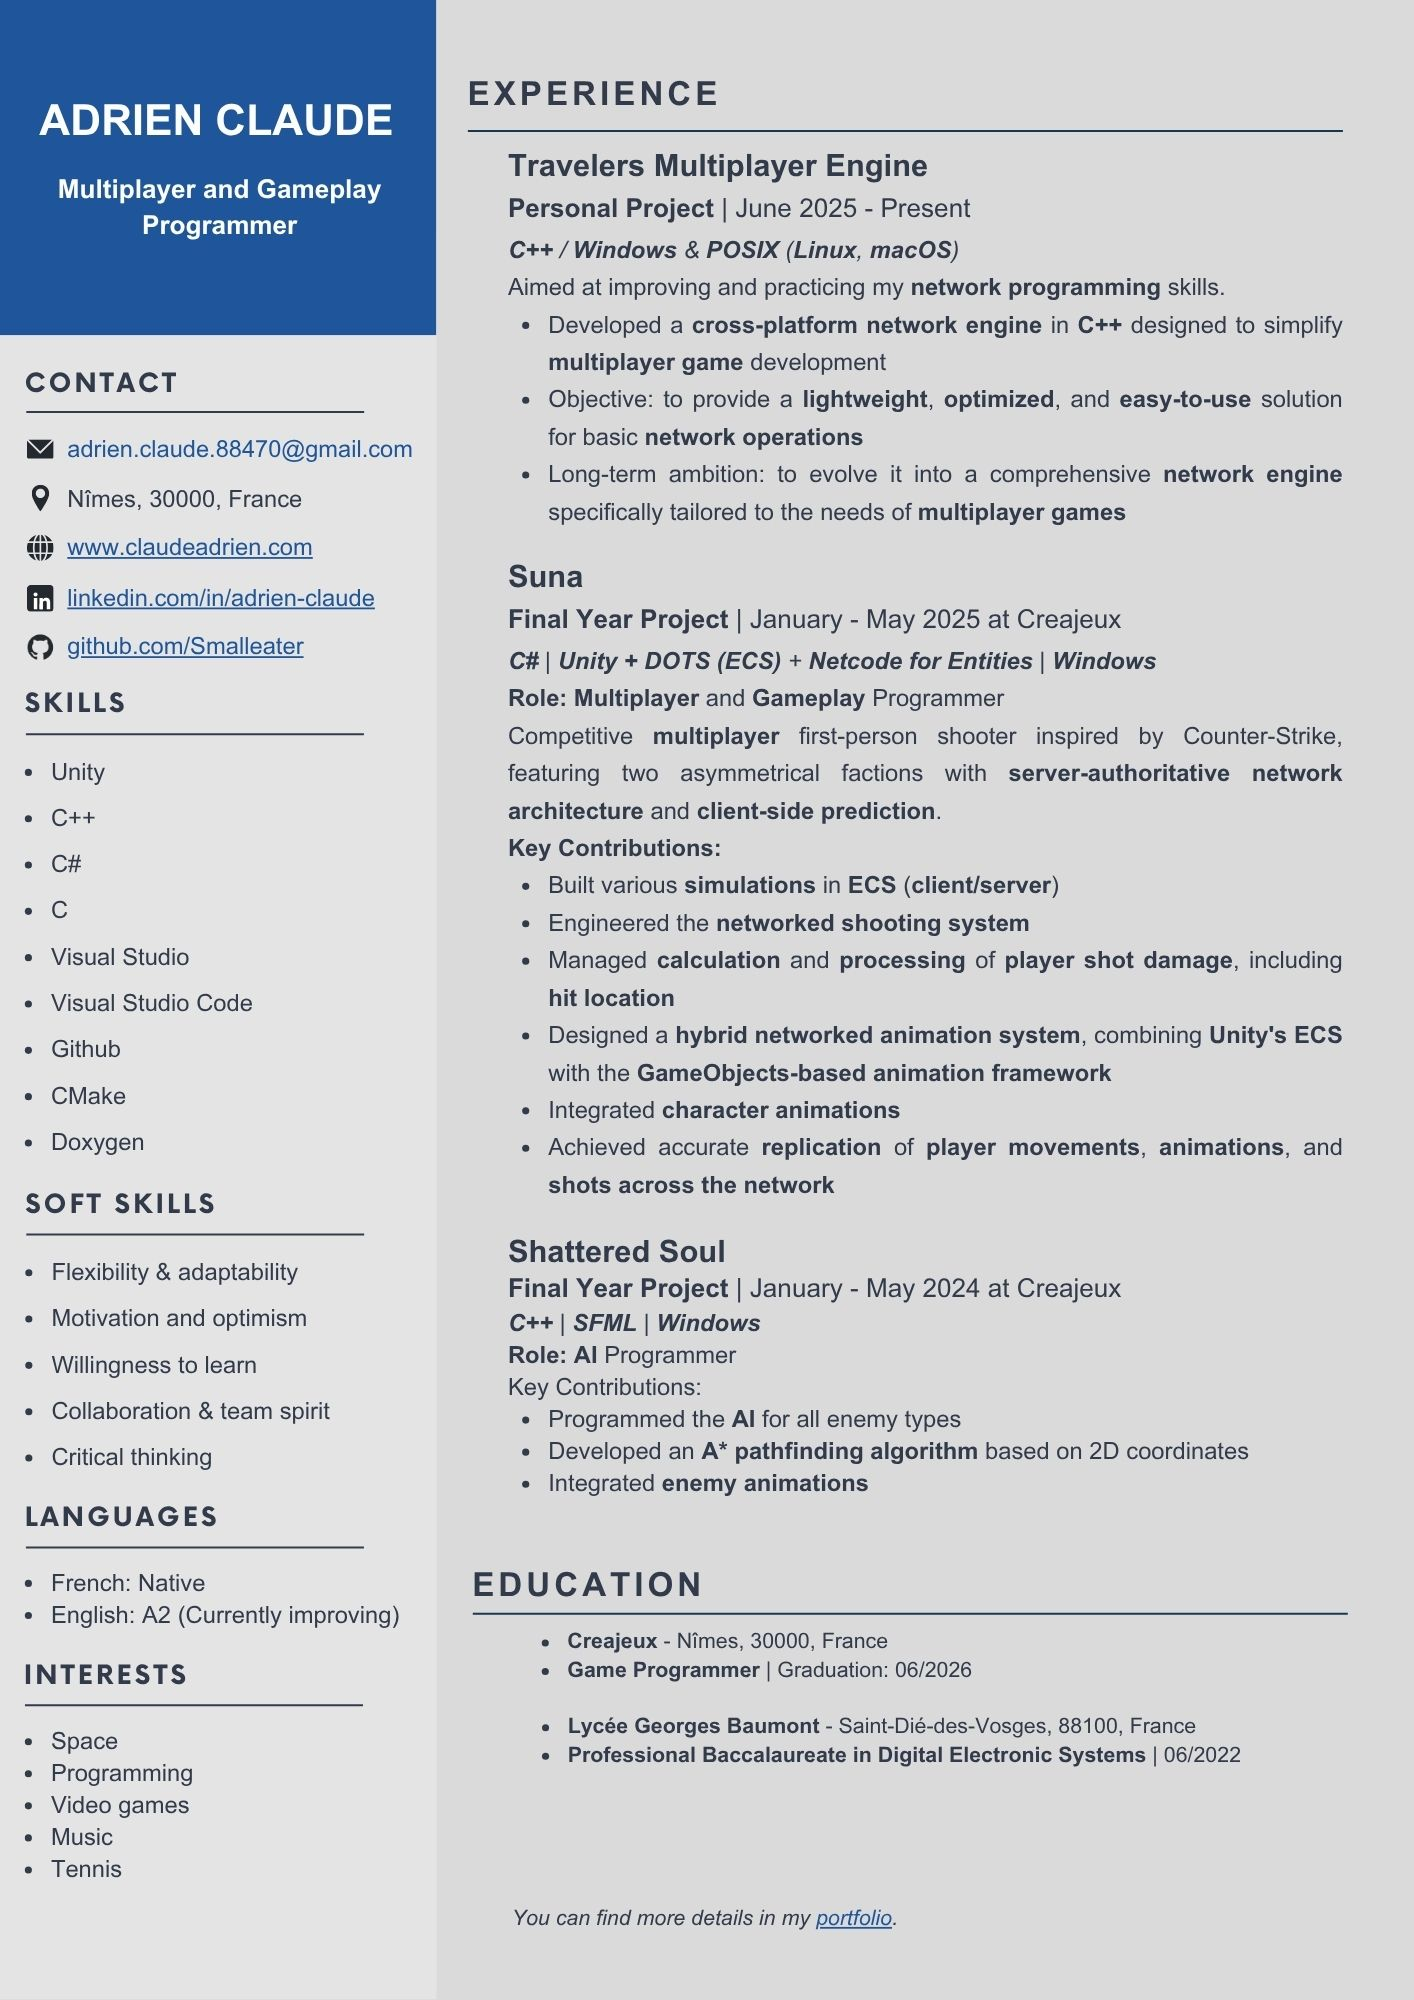 ADRIEN CLAUDE
Multiplayer and Gameplay
Programmer
CONTACT
adrien.claude.88470@gmail.com
Nîmes, 30000, France
www.claudeadrien.com
linkedin.com/in/adrien-claude
github.com/Smalleater
SKILLS
• Unity
• C++
• C#
• C
• Visual Studio
• Visual Studio Code
• Github
• CMake
• Doxygen
SOFT SKILLS
• Flexibility & adaptability
• Motivation and optimism
• Willingness to learn
• Collaboration & team spirit
• Critical thinking
LANGUAGES
• French: Native
• English: A2 (Currently improving)
INTERESTS
• Space
• Programming
• Video games
• Music
• Tennis
EXPERIENCE
Travelers Multiplayer Engine
Personal Project | June 2025 - Present
C++ / Windows & POSIX (Linux, macOS)
Aimed at improving and practicing my network programming skills.
• Developed a cross-platform network engine in C++ designed to simplify
multiplayer game development
• Objective: to provide a lightweight, optimized, and easy-to-use solution
for basic network operations
• Long-term ambition: to evolve it into a comprehensive network engine
specifically tailored to the needs of multiplayer games
Suna
Final Year Project | January - May 2025 at Creajeux
C# | Unity + DOTS (ECS) + Netcode for Entities | Windows
Role: Multiplayer and Gameplay Programmer
Competitive multiplayer first-person shooter inspired by Counter-Strike,
featuring two asymmetrical factions with server-authoritative network
architecture and client-side prediction.
Key Contributions:
• Built various simulations in ECS (client/server)
• Engineered the networked shooting system
• Managed calculation and processing of player shot damage, including
hit location
• Designed a hybrid networked animation system, combining Unity's ECS
with the GameObjects-based animation framework
• Integrated character animations
• Achieved accurate replication of player movements, animations, and
shots across the network
Shattered Soul
Final Year Project | January - May 2024 at Creajeux
C++ | SFML | Windows
Role: AI Programmer
Key Contributions:
• Programmed the AI for all enemy types
• Developed an A* pathfinding algorithm based on 2D coordinates
• Integrated enemy animations
EDUCATION
• Creajeux - Nîmes, 30000, France
• Game Programmer | Graduation: 06/2026
• Lycée Georges Baumont - Saint-Dié-des-Vosges, 88100, France
• Professional Baccalaureate in Digital Electronic Systems | 06/2022
You can find more details in my portfolio.